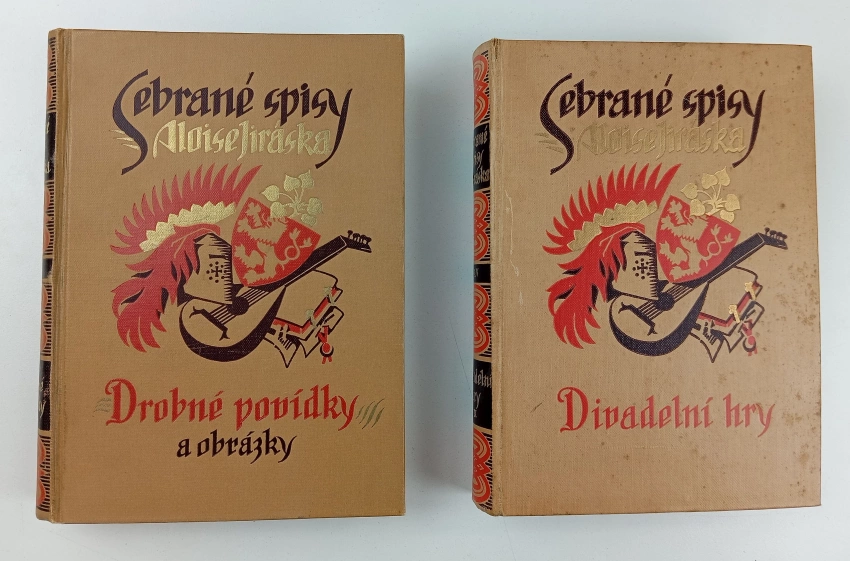 Sebrané spisy
Aloise Jiráska
Drobné povídky
a obrázky
Sebrané spisy
Aloise Jiráska
Divadelní hry